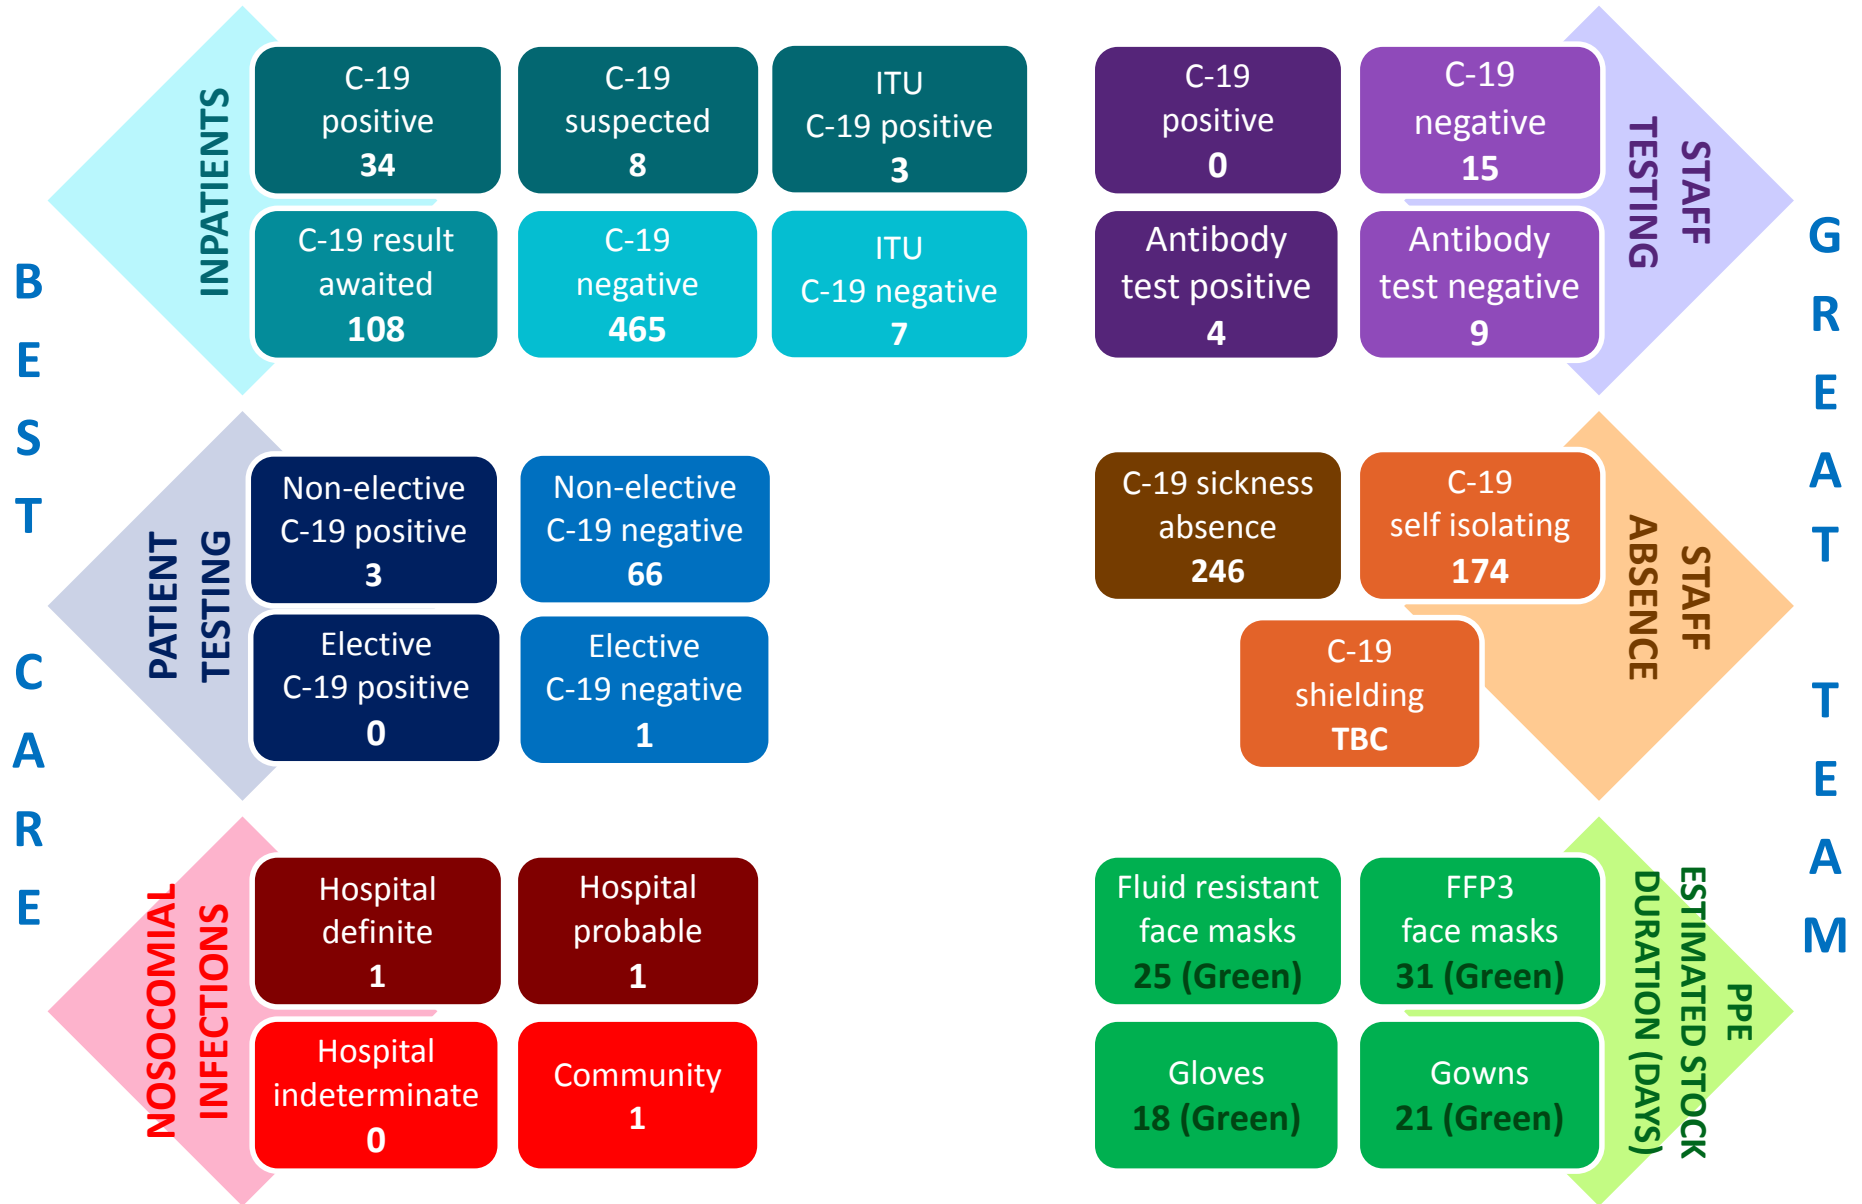 BEST CARE
INPATIENTS
C-19
positive
34
C-19
suspected
8
ITU
C-19 positive
3
C-19 result
awaited
108
C-19
negative
465
ITU
C-19 negative
7
PATIENT
TESTING
Non-elective
C-19 positive
3
Non-elective
C-19 negative
66
Elective
C-19 positive
0
Elective
C-19 negative
1
NOSOCOMIAL
INFECTIONS
Hospital
definite
1
Hospital
probable
1
Hospital
indeterminate
0
Community
1
C-19
positive
0
C-19
negative
15
Antibody
test positive
4
Antibody
test negative
9
STAFF
TESTING
C-19 sickness
absence
246
C-19
self isolating
174
C-19
shielding
TBC
STAFF
ABSENCE
Fluid resistant
face masks
25 (Green)
FFP3
face masks
31 (Green)
Gloves
18 (Green)
Gowns
21 (Green)
PPE
ESTIMATED STOCK
DURATION (DAYS)
GREAT TEAM